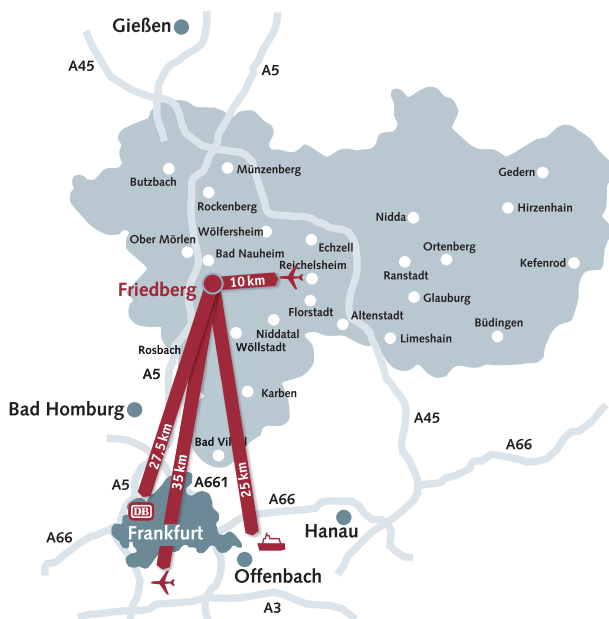 Gießen
A45
A5
Butzbach
Münzenberg
Gedern
Rockenberg
Hirzenhain
Nidda
Wölfersheim
Ober Mörlen
Echzell
Bad Nauheim
Ortenberg
Kefenrod
Reichelsheim
Ranstadt
Friedberg
10 km
Glauburg
Florstadt
Altenstadt
Niddatal
Büdingen
Wöllstadt
Limeshain
Rosbach
A5
Karben
Bad Homburg
A45
Bad Vilbel
A66
27,5 km
35 km
25 km
A5
A661
A66
DB
Frankfurt
Hanau
A66
Offenbach
A3